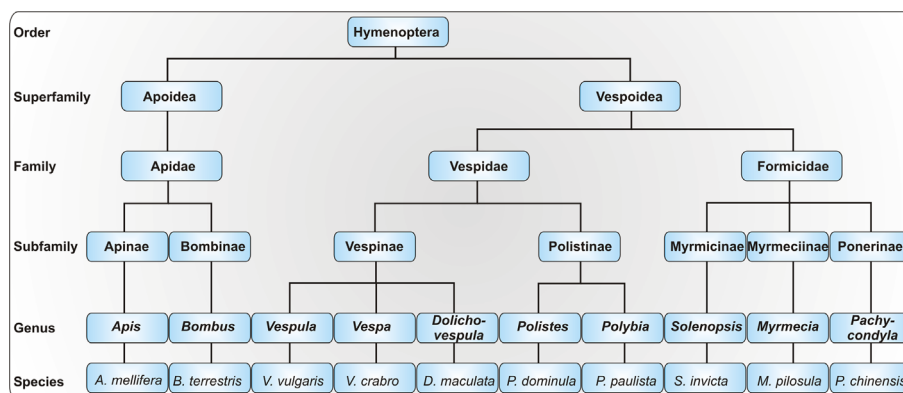 Order
Hymenoptera
Superfamily
Apoidea
Vespoidea
Family
Apidae
Vespidae
Formicidae
Subfamily
Apinae
Bombinae
Vespinae
Polistinae
Myrmicinae
Myrmeciinae
Ponerinae
Genus
Apis
Bombus
Vespula
Vespa
Dolicho-
vespula
Polistes
Polybia
Solenopsis
Myrmecia
Pachy-
condyla
Species
A. mellifera
B. terrestris
V. vulgaris
V. crabro
D. maculata
P. dominula
P. paulista
S. invicta
M. pilosula
P. chinensis